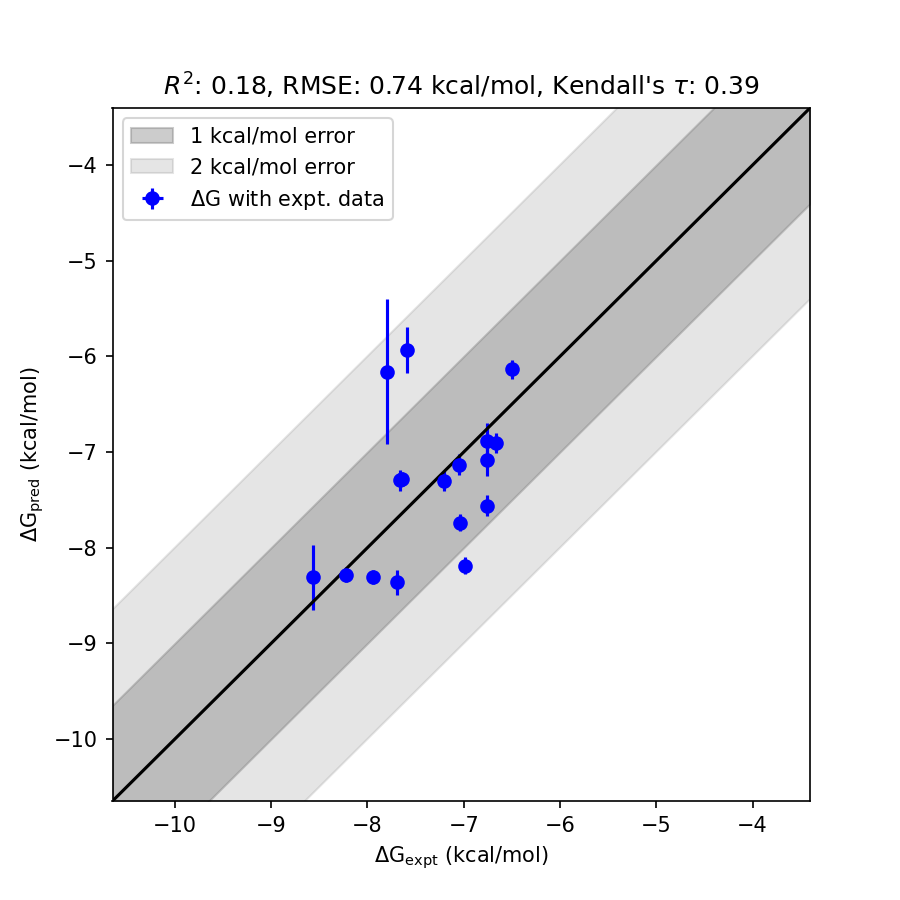 R²: 0.18, RMSE: 0.74 kcal/mol, Kendall's τ: 0.39
1 kcal/mol error
2 kcal/mol error
ΔG with expt. data
−4
−5
−6
−7
−8
−9
−10
ΔGpred (kcal/mol)
−10 −9 −8 −7 −6 −5 −4
ΔGexpt (kcal/mol)